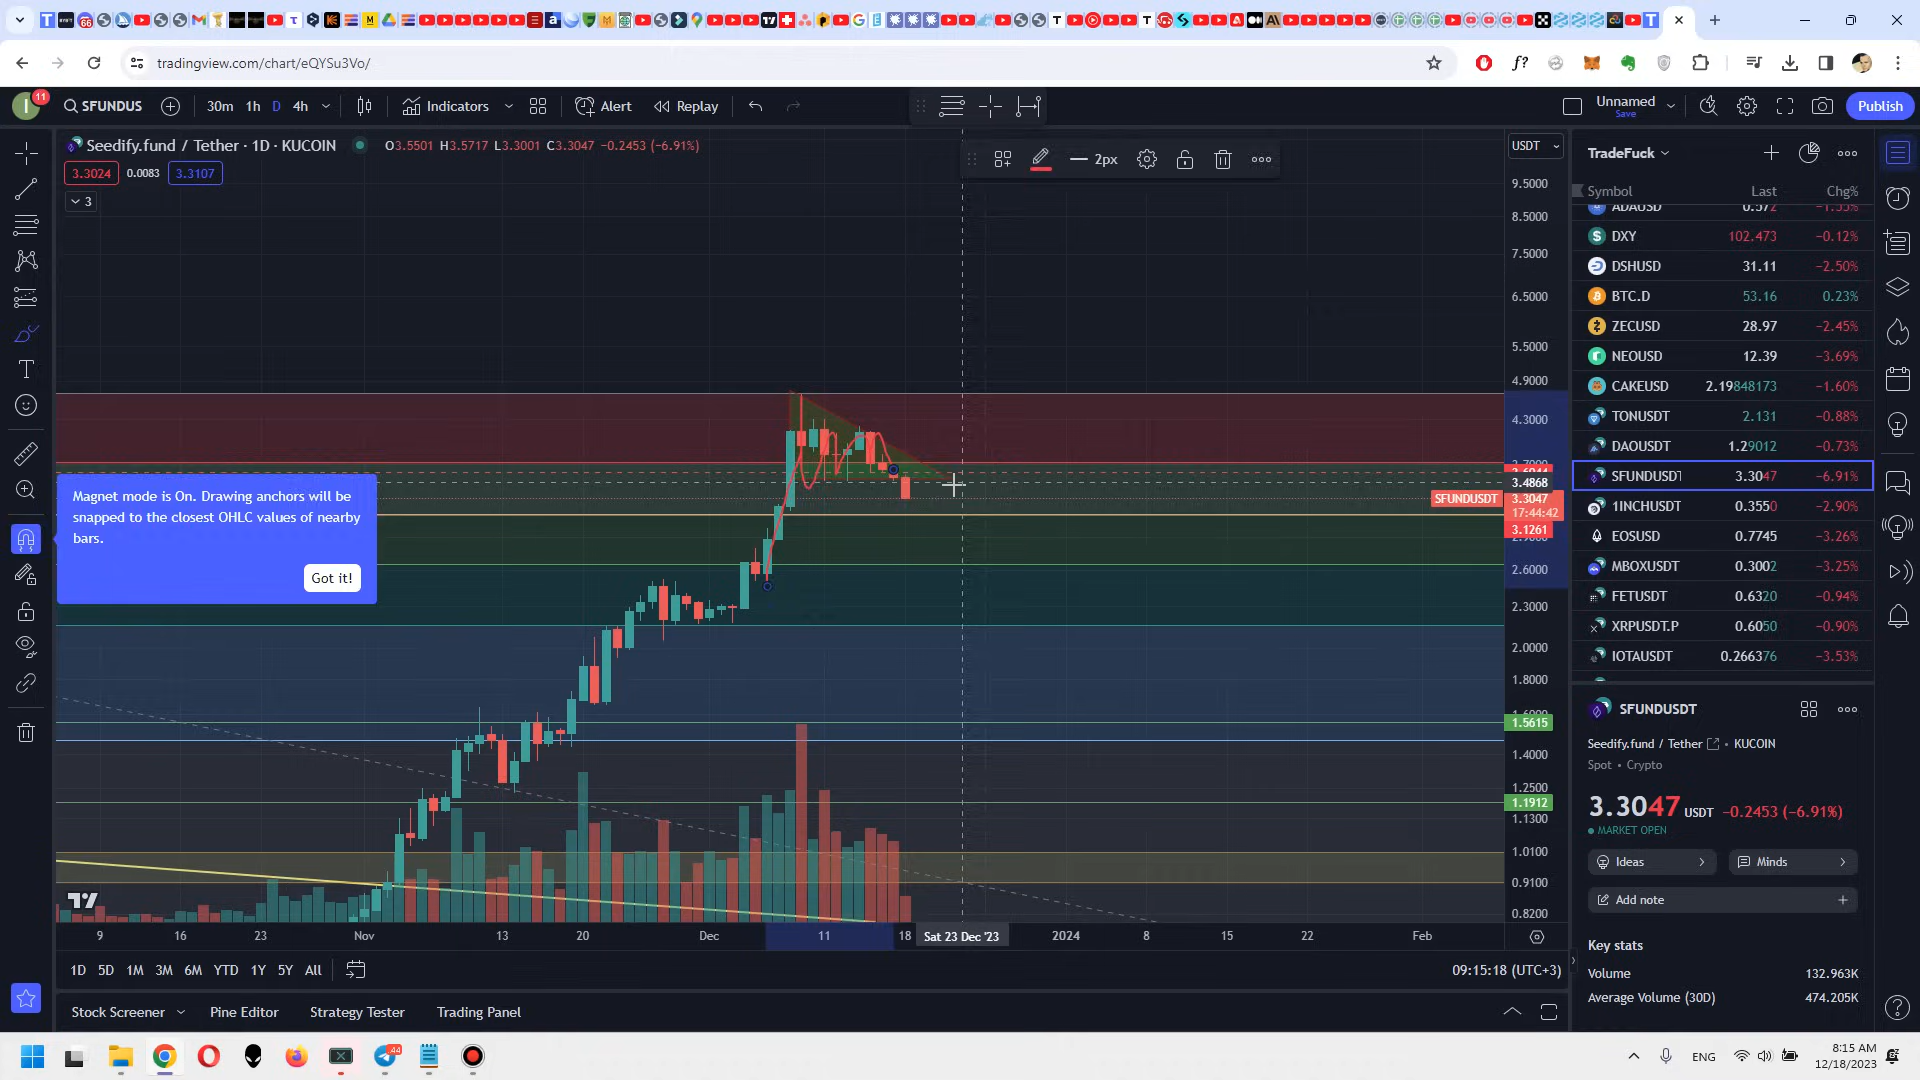 66
tradingview.com/chart/eQYSu3Vo/
f?
I
11
SFUNDUS
30m
1h
D
4h
Indicators
Alert
Replay
Unnamed
Save
Publish
Seedify.fund / Tether · 1D · KUCOIN
O3.5501 H3.5717 L3.3001 C3.3047 −0.2453 (−6.91%)
3.3024
0.0083
3.3107
3
2px
USDT
TradeFuck
Symbol
Last
Chg%
ADAUSD 0.572 −1.55%
DXY 102.473 −0.12%
DSHUSD 31.11 −2.50%
BTC.D 53.16 0.23%
ZECUSD 28.97 −2.45%
NEOUSD 12.39 −3.69%
CAKEUSD 2.19848173 −1.60%
TONUSDT 2.131 −0.88%
DAOUSDT 1.29012 −0.73%
SFUNDUSDT 3.3047 −6.91%
1INCHUSDT 0.3550 −2.90%
EOSUSD 0.7745 −3.26%
MBOXUSDT 0.3002 −3.25%
FETUSDT 0.6320 −0.94%
XRPUSDT.P 0.6050 −0.90%
IOTAUSDT 0.266376 −3.53%
9.5000
8.5000
7.5000
6.5000
5.5000
4.9000
4.3000
3.4868
SFUNDUSDT
3.3047
17:44:42
3.1261
2.6000
2.3000
2.0000
1.8000
1.5615
1.4000
1.2500
1.1912
1.1300
1.0100
0.9100
0.8200
Magnet mode is On. Drawing anchors will be
snapped to the closest OHLC values of nearby
bars.
Got it!
9
16
23
Nov
13
20
Dec
11
18
Sat 23 Dec '23
2024
8
15
22
Feb
1D
5D
1M
3M
6M
YTD
1Y
5Y
All
09:15:18 (UTC+3)
Stock Screener
Pine Editor
Strategy Tester
Trading Panel
SFUNDUSDT
Seedify.fund / Tether • KUCOIN
Spot • Crypto
3.3047 USDT −0.2453 (−6.91%)
MARKET OPEN
Ideas
Minds
Add note
Key stats
Volume 132.963K
Average Volume (30D) 474.205K
44
ENG
8:15 AM
12/18/2023